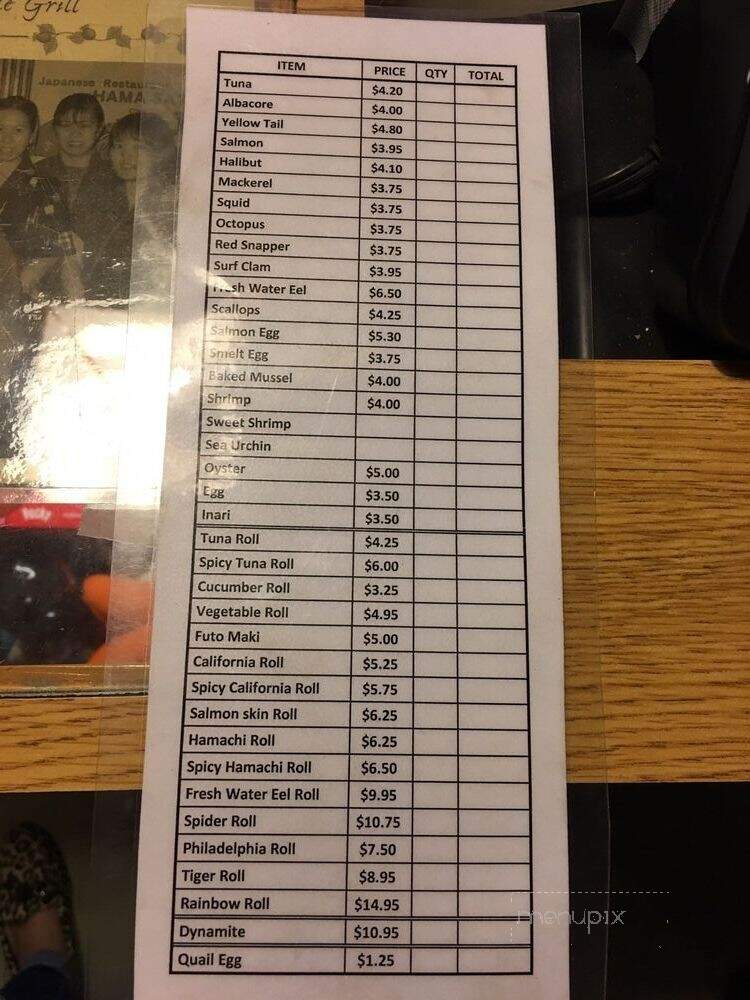 e Grill
Japanese Restau
HAMA
ITEM PRICE QTY TOTAL
Tuna $4.20
Albacore $4.00
Yellow Tail $4.80
Salmon $3.95
Halibut $4.10
Mackerel $3.75
Squid $3.75
Octopus $3.75
Red Snapper $3.75
Surf Clam $3.95
Fresh Water Eel $6.50
Scallops $4.25
Salmon Egg $5.30
Smelt Egg $3.75
Baked Mussel $4.00
Shrimp $4.00
Sweet Shrimp
Sea Urchin
Oyster $5.00
Egg $3.50
Inari $3.50
Tuna Roll $4.25
Spicy Tuna Roll $6.00
Cucumber Roll $3.25
Vegetable Roll $4.95
Futo Maki $5.00
California Roll $5.25
Spicy California Roll $5.75
Salmon skin Roll $6.25
Hamachi Roll $6.25
Spicy Hamachi Roll $6.50
Fresh Water Eel Roll $9.95
Spider Roll $10.75
Philadelphia Roll $7.50
Tiger Roll $8.95
Rainbow Roll $14.95
Dynamite $10.95
Quail Egg $1.25
menupix